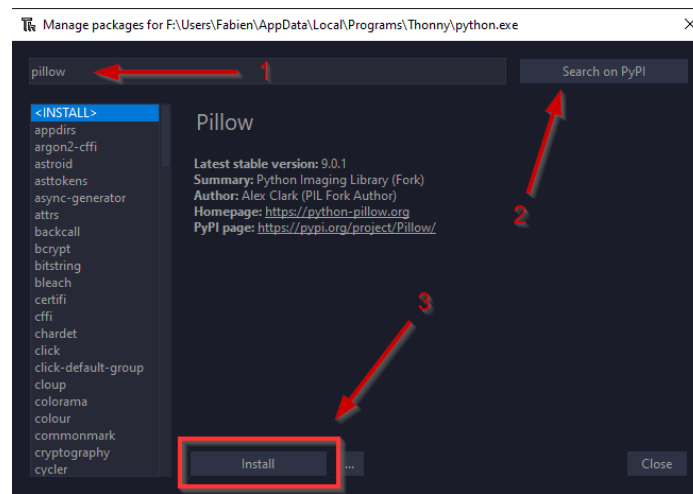 Manage packages for F:\Users\Fabien\AppData\Local\Programs\Thonny\python.exe
pillow
1
Search on PyPI
2
<INSTALL>
appdirs
argon2-cffi
astroid
asttokens
async-generator
attrs
backcall
bcrypt
bitstring
bleach
certifi
cffi
chardet
click
click-default-group
cloup
colorama
colour
commonmark
cryptography
cycler
Pillow
Latest stable version: 9.0.1
Summary: Python Imaging Library (Fork)
Author: Alex Clark (PIL Fork Author)
Homepage: https://python-pillow.org
PyPI page: https://pypi.org/project/Pillow/
3
Install
...
Close